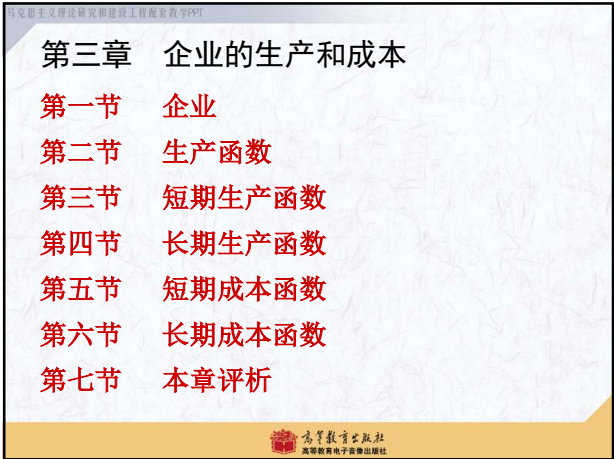 马克思主义理论研究和建设工程配套教学PPT
第三章 企业的生产和成本
第一节 企业
第二节 生产函数
第三节 短期生产函数
第四节 长期生产函数
第五节 短期成本函数
第六节 长期成本函数
第七节 本章评析
高等教育出版社
高等教育电子音像出版社